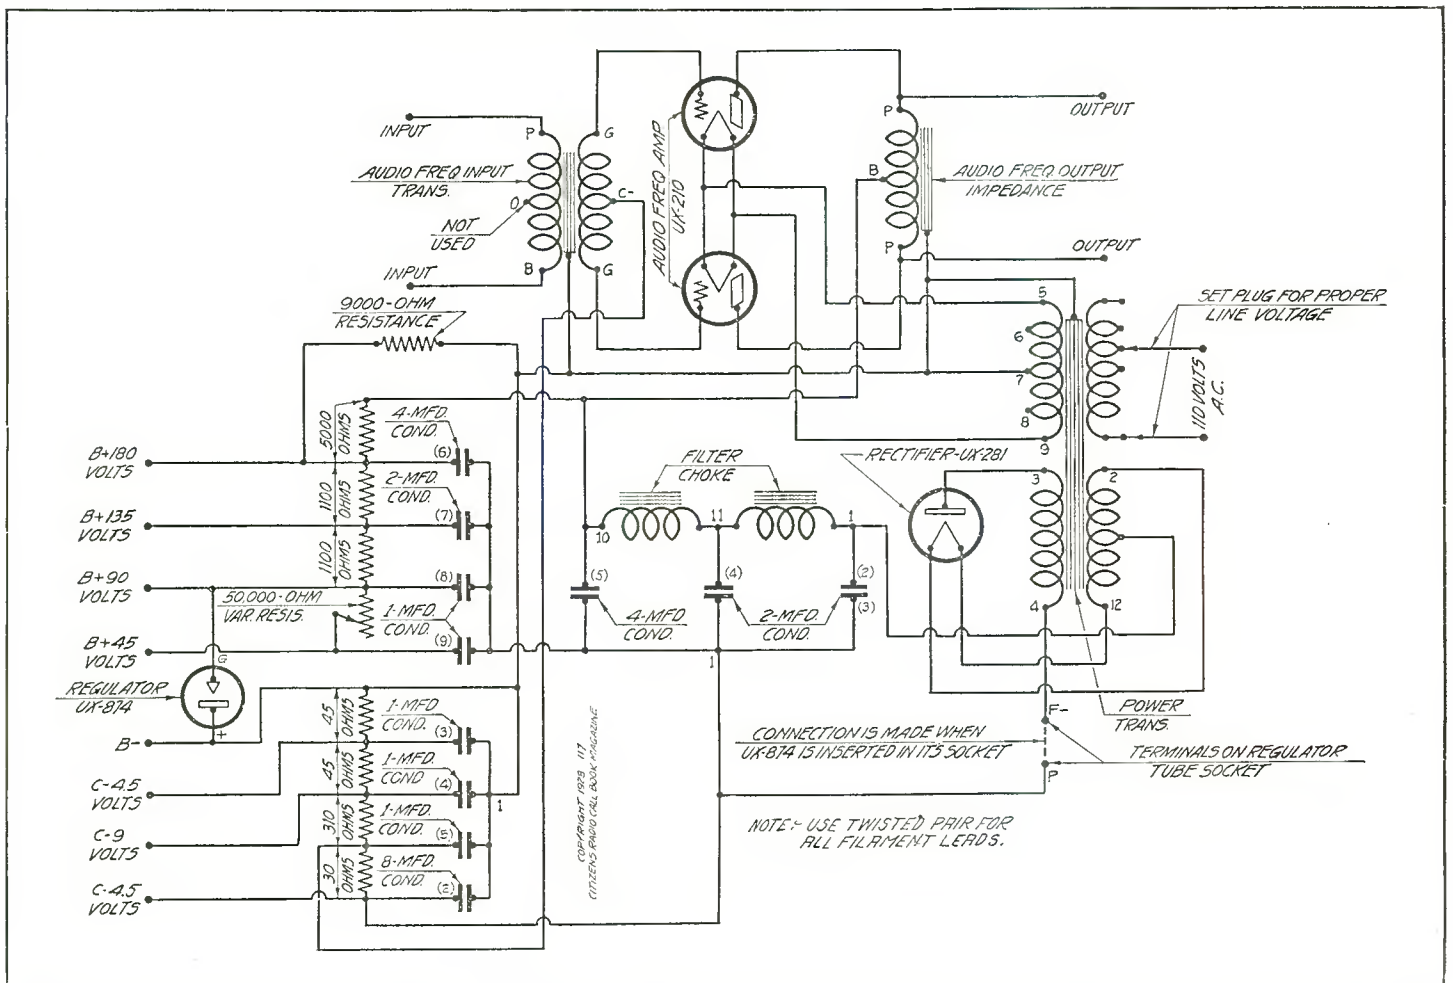 INPUT
P
G
AUDIO FREQ INPUT
TRANS.
O
C-
NOT
USED
B
G
INPUT
AUDIO FREQ AMP
UX-210
P
OUTPUT
B
AUDIO FREQ OUTPUT
IMPEDANCE
P
OUTPUT
9000-OHM
RESISTANCE
5
6
7
8
9
SET PLUG FOR PROPER
LINE VOLTAGE
110 VOLTS
A.C.
5000
OHMS
1100
OHMS
1100
OHMS
4-MFD.
COND.
(6)
2-MFD.
COND.
(7)
(8)
50,000-OHM
VAR. RESIS.
1-MFD.
COND.
(9)
B+180
VOLTS
B+135
VOLTS
B+90
VOLTS
B+45
VOLTS
FILTER
CHOKE
10
11
1
(5)
4-MFD.
COND.
(4)
2-MFD.
COND.
(2)
(3)
1
RECTIFIER-UX-281
3
2
4
12
G
REGULATOR
UX-874
+
B-
C-4.5
VOLTS
C-9
VOLTS
C-4.5
VOLTS
45
OHMS
45
OHMS
310
OHMS
30
OHMS
1-MFD
COND.
(3)
1-MFD.
COND
(4)
1
1-MFD.
COND.
(5)
8-MFD.
COND.
(2)
COPYRIGHT 1928 117
CITIZENS RADIO CALL BOOK MAGAZINE
POWER
TRANS.
F-
CONNECTION IS MADE WHEN
UX-874 IS INSERTED IN ITS SOCKET
P
TERMINALS ON REGULATOR
TUBE SOCKET
NOTE:- USE TWISTED PAIR FOR
ALL FILAMENT LEADS.